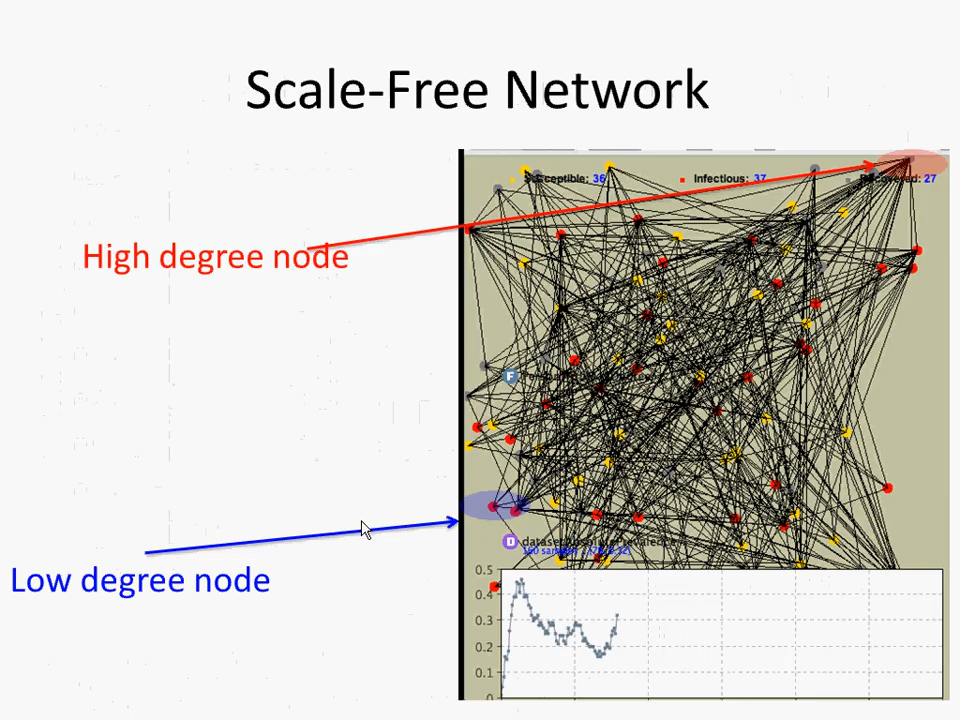 Scale-Free Network
Susceptible: 36
Infectious: 37
Recovered: 27
High degree node
F
D
Low degree node
0.5
0.4
0.3
0.2
0.1
0